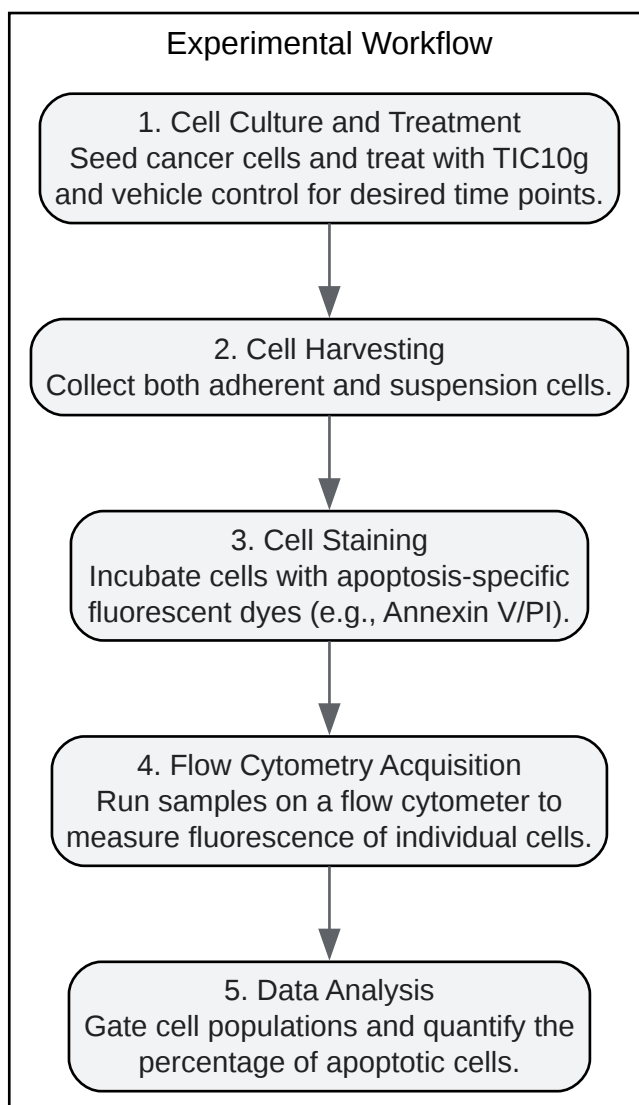 Experimental Workflow
1. Cell Culture and Treatment
Seed cancer cells and treat with TIC10g
and vehicle control for desired time points.
2. Cell Harvesting
Collect both adherent and suspension cells.
3. Cell Staining
Incubate cells with apoptosis-specific
fluorescent dyes (e.g., Annexin V/PI).
4. Flow Cytometry Acquisition
Run samples on a flow cytometer to
measure fluorescence of individual cells.
5. Data Analysis
Gate cell populations and quantify the
percentage of apoptotic cells.